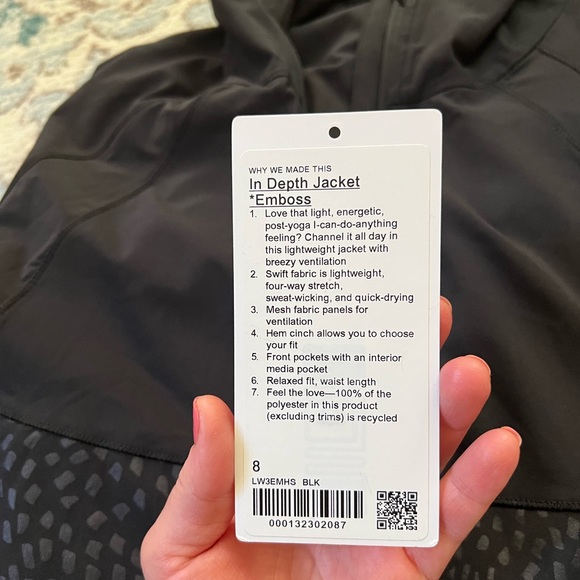 WHY WE MADE THIS
In Depth Jacket
*Emboss
1. Love that light, energetic,
post-yoga I-can-do-anything
feeling? Channel it all day in
this lightweight jacket with
breezy ventilation
2. Swift fabric is lightweight,
four-way stretch,
sweat-wicking, and quick-drying
3. Mesh fabric panels for
ventilation
4. Hem cinch allows you to choose
your fit
5. Front pockets with an interior
media pocket
6. Relaxed fit, waist length
7. Feel the love—100% of the
polyester in this product
(excluding trims) is recycled
8
LW3EMHS BLK
000132302087